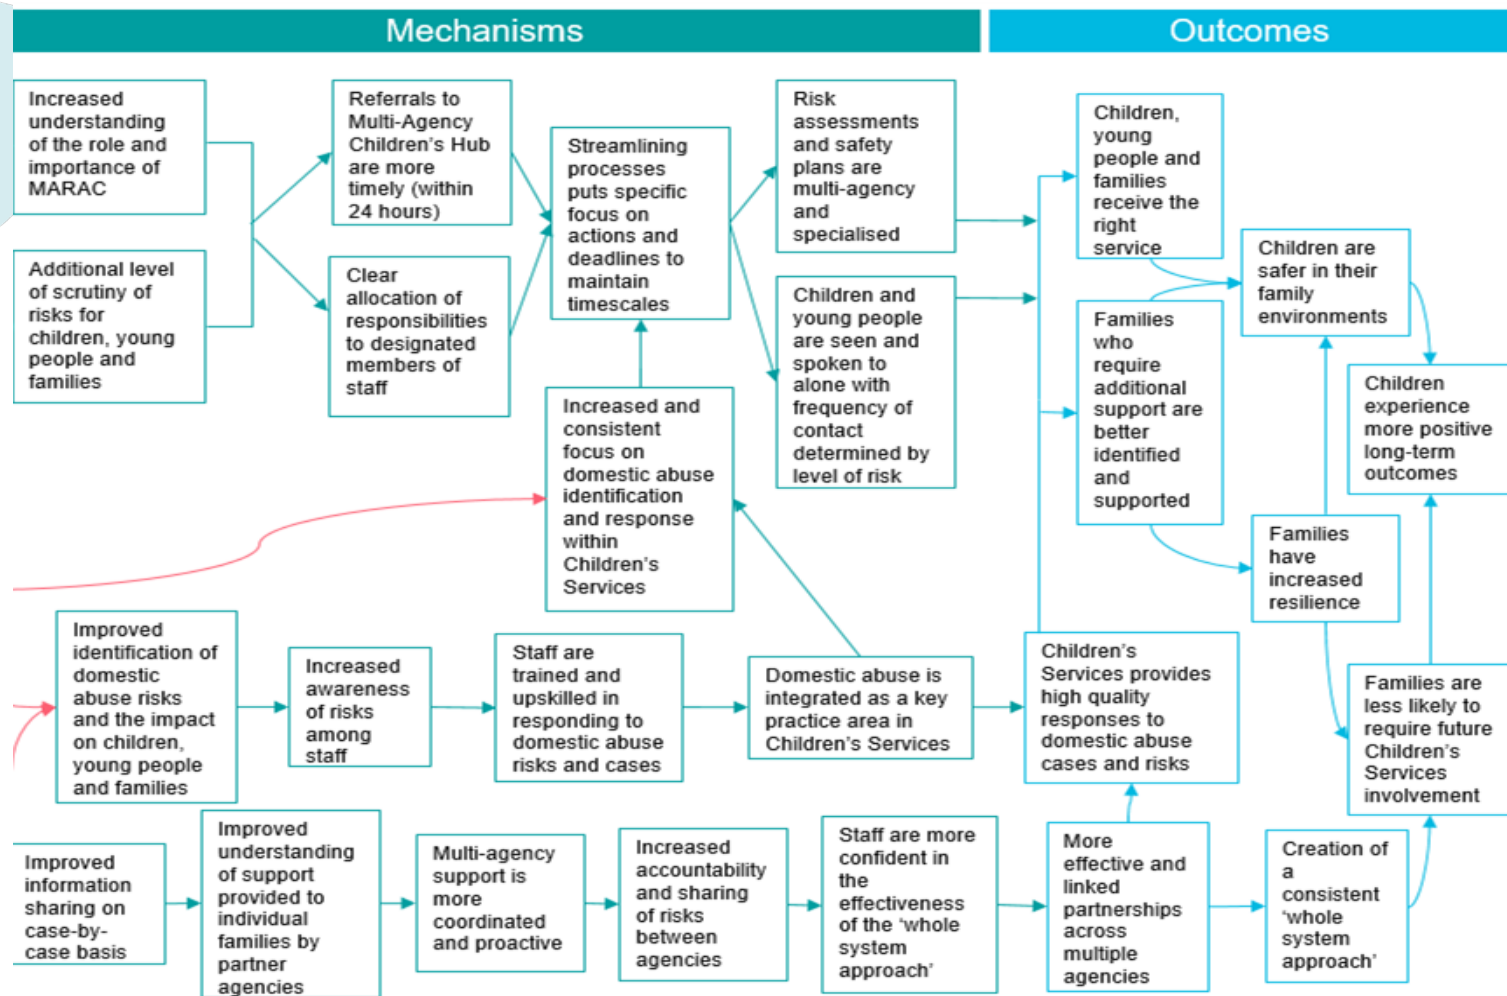 Mechanisms
Outcomes
Increased
understanding
of the role and
importance of
MARAC
Additional level
of scrutiny of
risks for
children, young
people and
families
Referrals to
Multi-Agency
Children's Hub
are more
timely (within
24 hours)
Clear
allocation of
responsibilities
to designated
members of
staff
Streamlining
processes
puts specific
focus on
actions and
deadlines to
maintain
timescales
Increased and
consistent
focus on
domestic abuse
identification
and response
within
Children's
Services
Risk
assessments
and safety
plans are
multi-agency
and
specialised
Children and
young people
are seen and
spoken to
alone with
frequency of
contact
determined by
level of risk
Children,
young
people and
families
receive the
right
service
Families
who
require
additional
support are
better
identified
and
supported
Children are
safer in their
family
environments
Children
experience
more positive
long-term
outcomes
Families
have
increased
resilience
Improved
identification of
domestic
abuse risks
and the impact
on children,
young people
and families
Increased
awareness
of risks
among
staff
Staff are
trained and
upskilled in
responding to
domestic abuse
risks and cases
Domestic abuse is
integrated as a key
practice area in
Children's Services
Children's
Services provides
high quality
responses to
domestic abuse
cases and risks
Families are
less likely to
require future
Children's
Services
involvement
Improved
information
sharing on
case-by-
case basis
Improved
understanding
of support
provided to
individual
families by
partner
agencies
Multi-agency
support is
more
coordinated
and proactive
Increased
accountability
and sharing
of risks
between
agencies
Staff are more
confident in
the
effectiveness
of the 'whole
system
approach'
More
effective and
linked
partnerships
across
multiple
agencies
Creation of
a
consistent
'whole
system
approach'